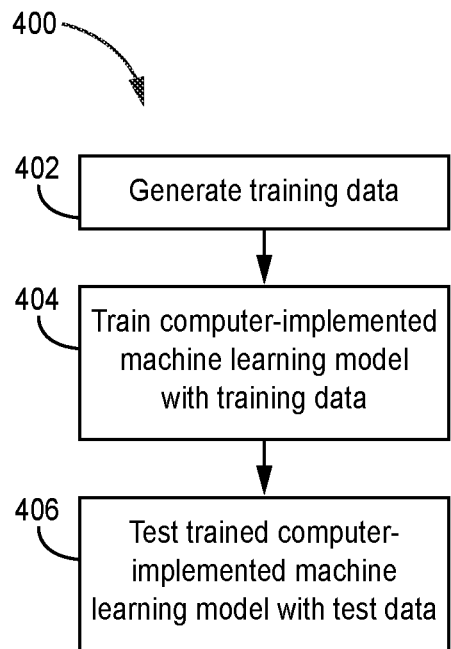 400
402
Generate training data
404
Train computer-implemented
machine learning model
with training data
406
Test trained computer-
implemented machine
learning model with test data